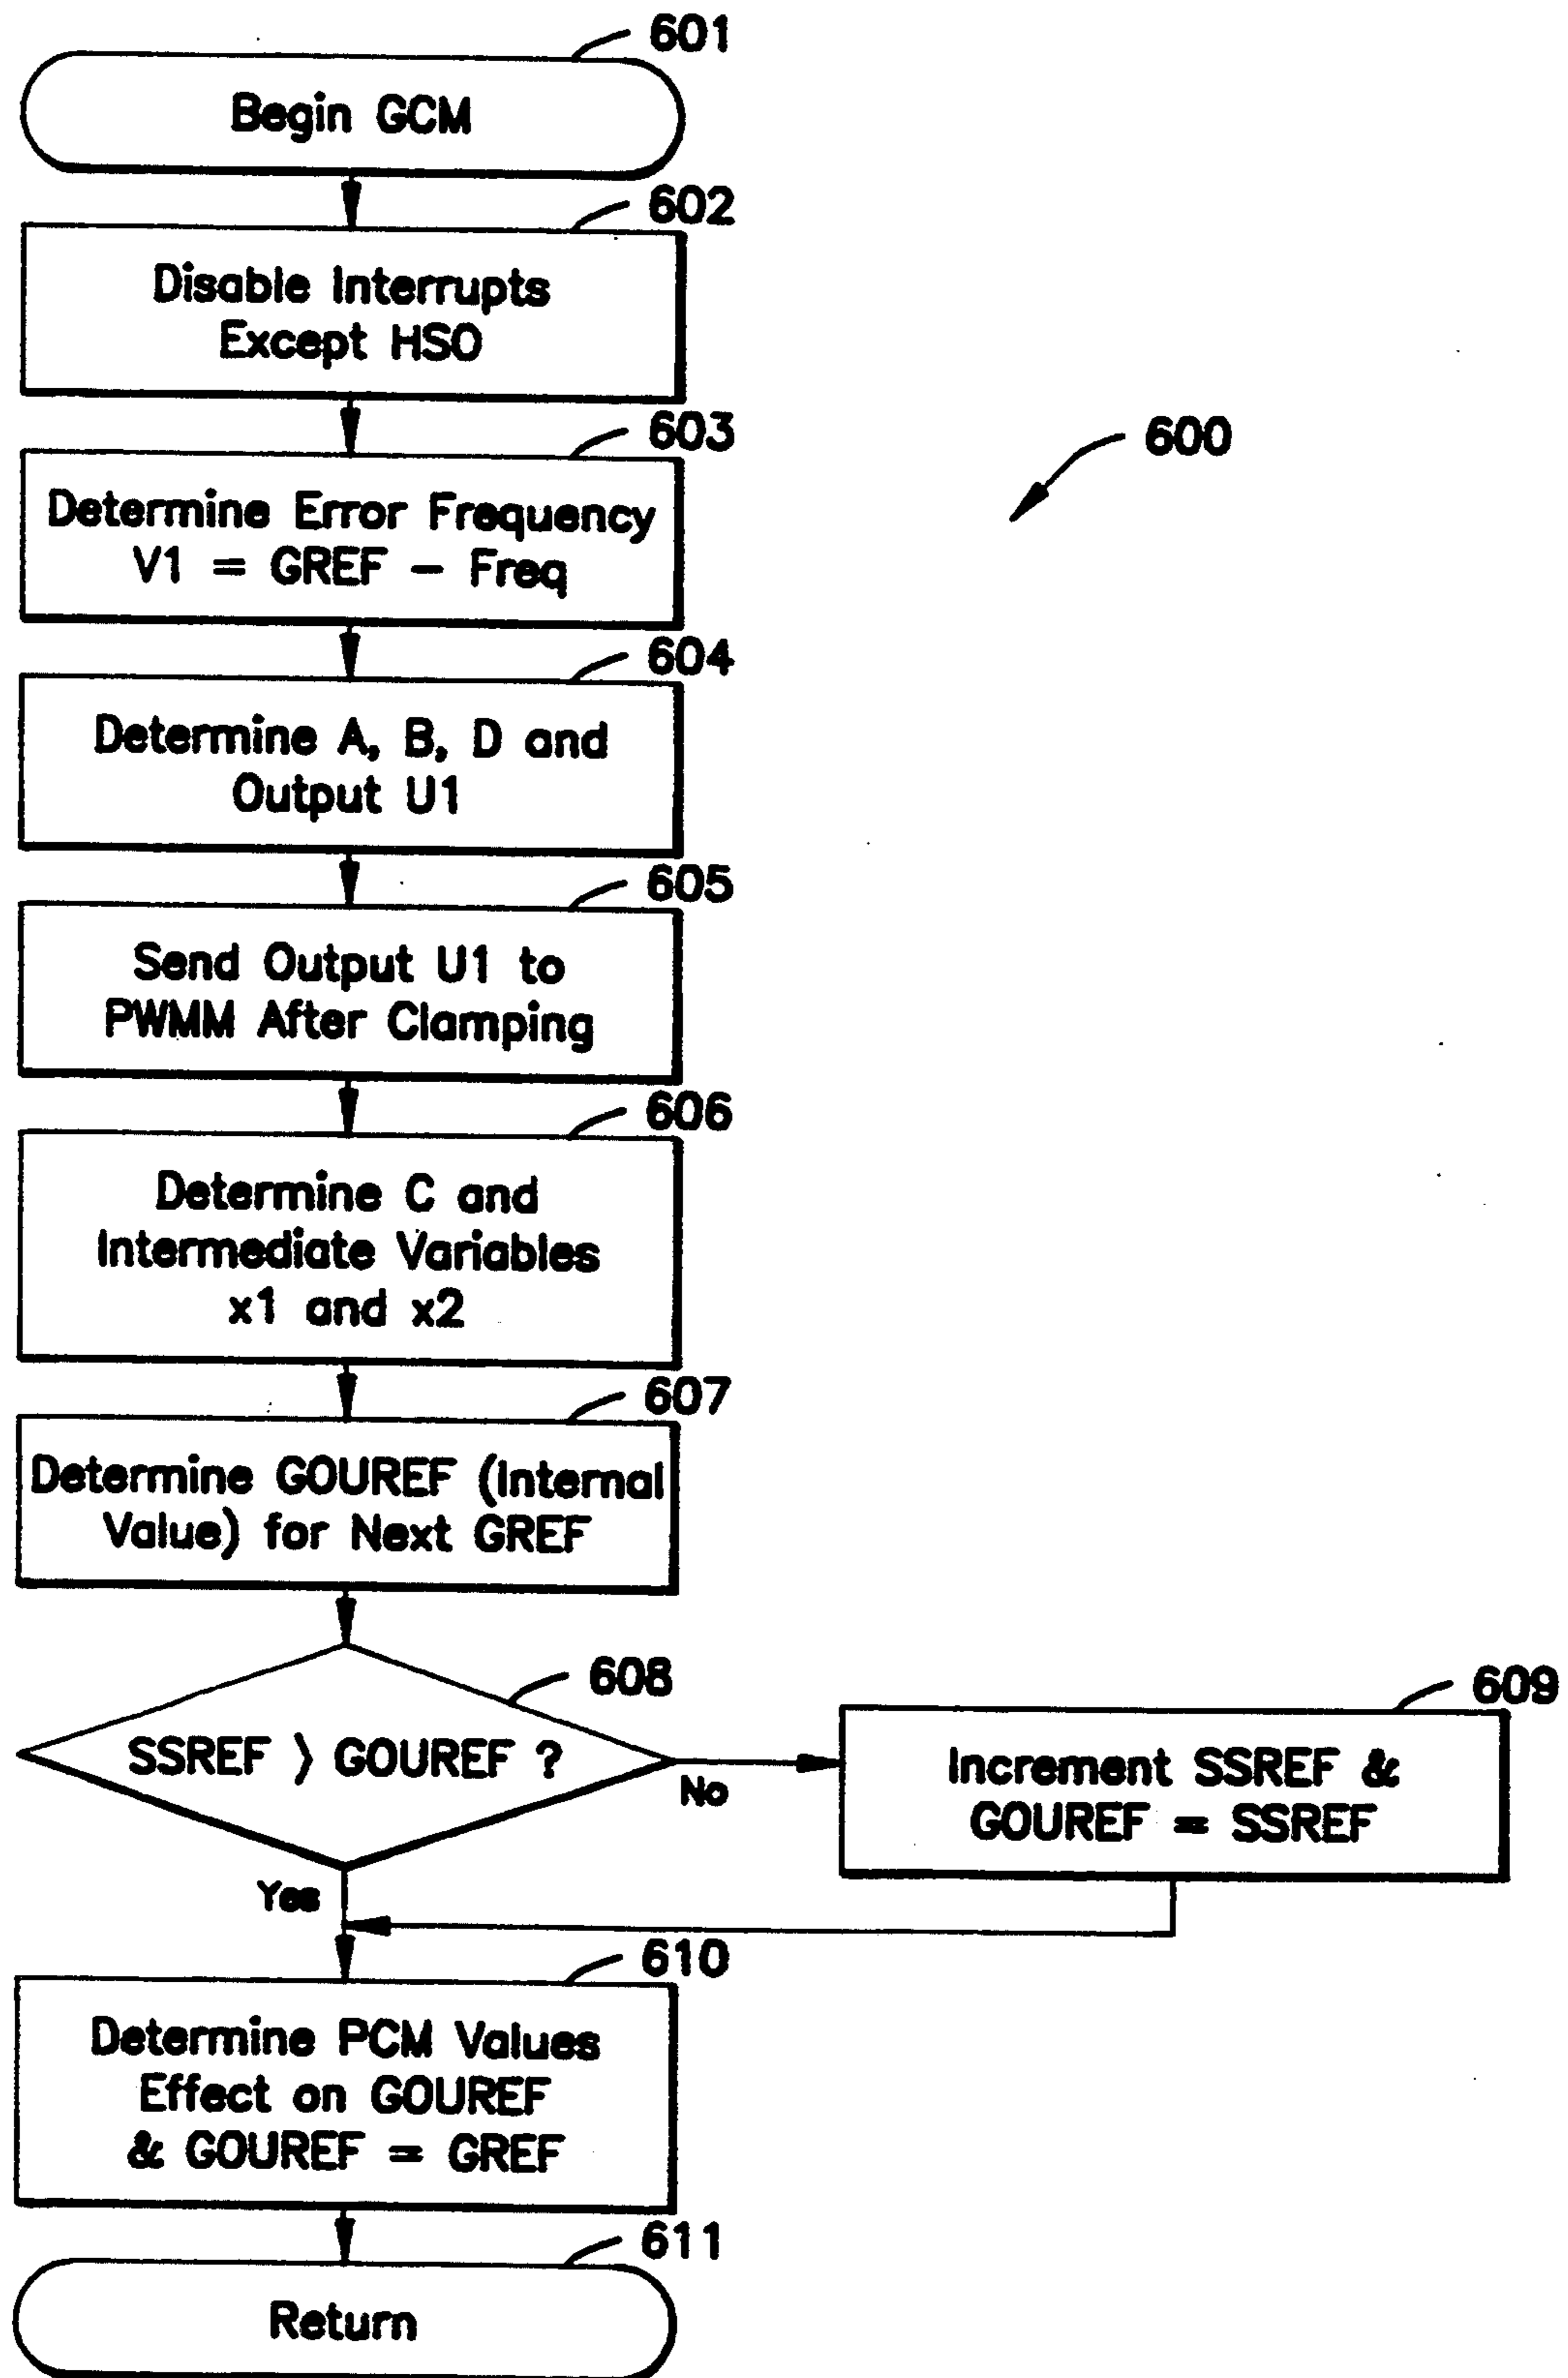 601
Begin GCM
602
Disable Interrupts
Except HSO
603
Determine Error Frequency
V1 = GREF - Freq
600
604
Determine A, B, D and
Output U1
605
Send Output U1 to
PWMM After Clamping
606
Determine C and
Intermediate Variables
x1 and x2
607
Determine GOUREF (Internal
Value) for Next GREF
608
SSREF > GOUREF ?
No
Yes
609
Increment SSREF &
GOUREF = SSREF
610
Determine PCM Values
Effect on GOUREF
& GOUREF = GREF
611
Return